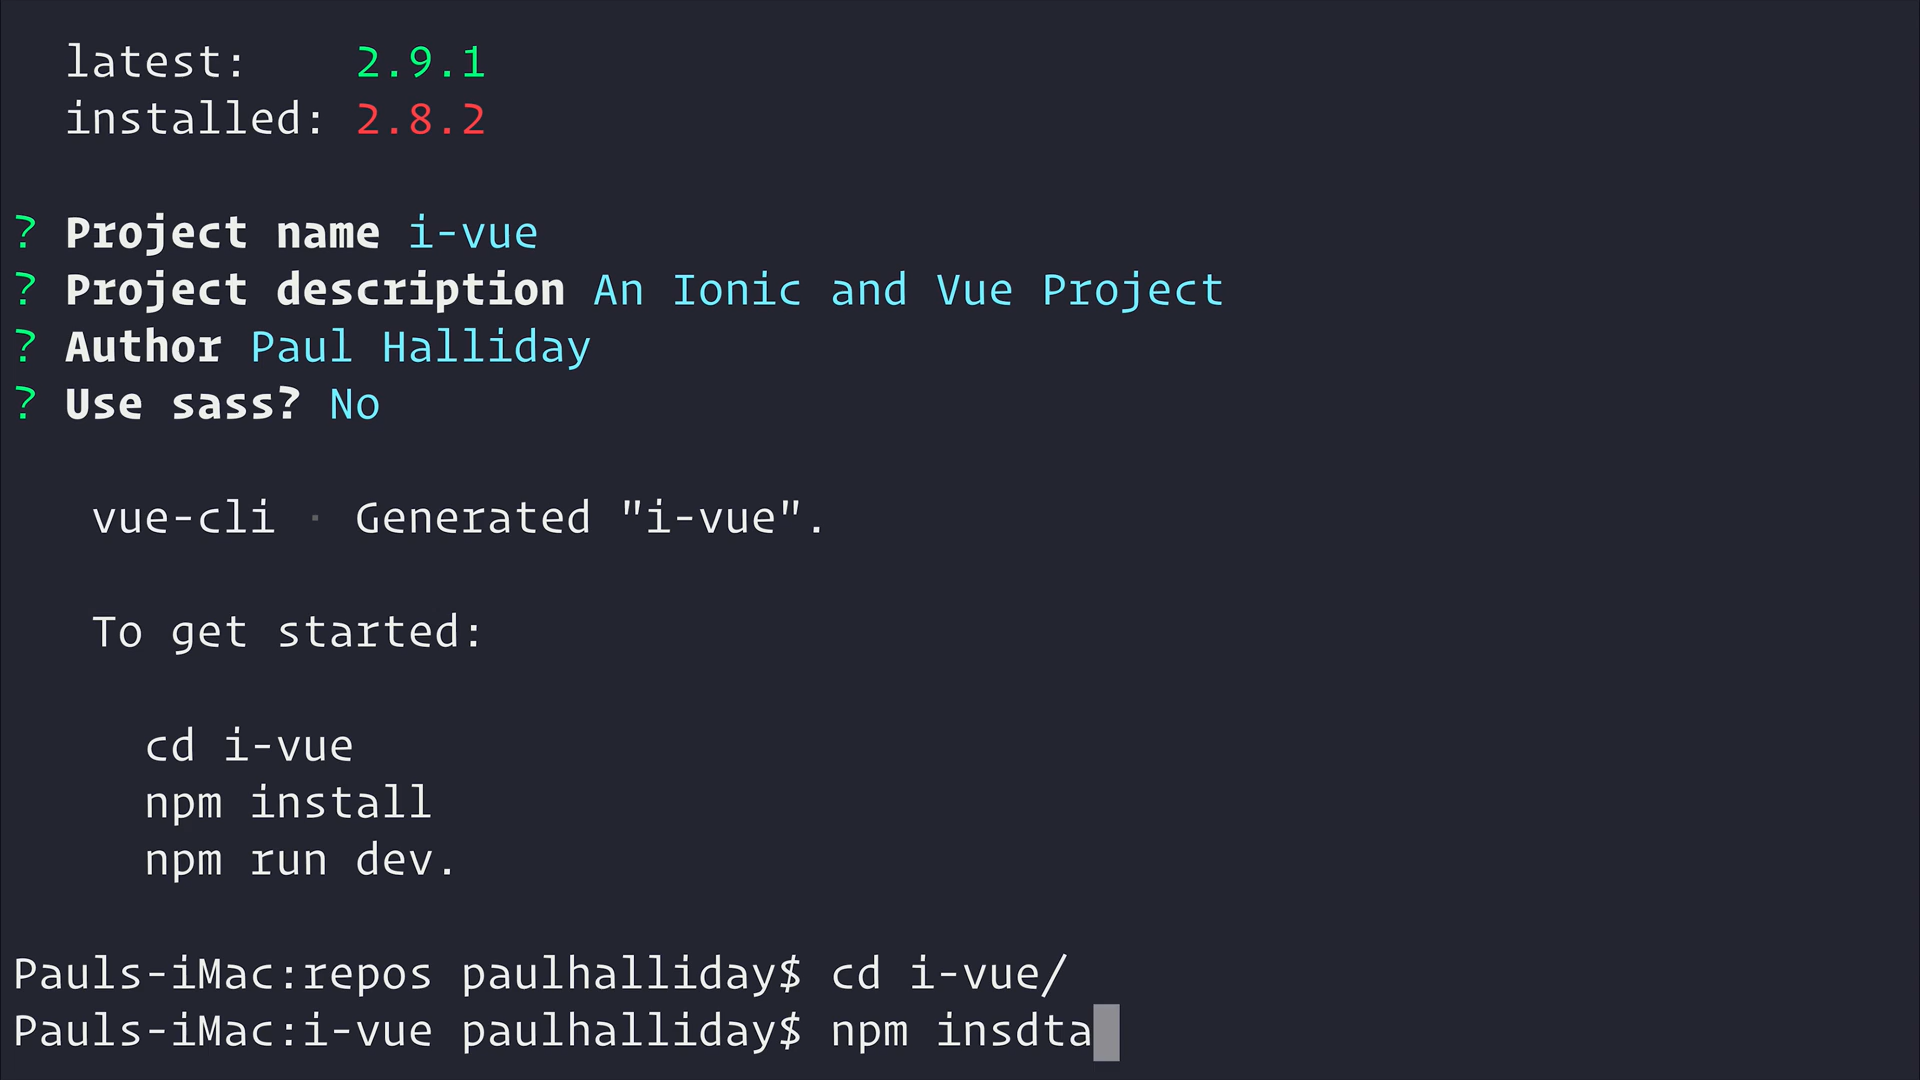 latest: 2.9.1
installed: 2.8.2
? Project name i-vue
? Project description An Ionic and Vue Project
? Author Paul Halliday
? Use sass? No
vue-cli · Generated "i-vue".
To get started:
cd i-vue
npm install
npm run dev.
Pauls-iMac:repos paulhalliday$ cd i-vue/
Pauls-iMac:i-vue paulhalliday$ npm insdta